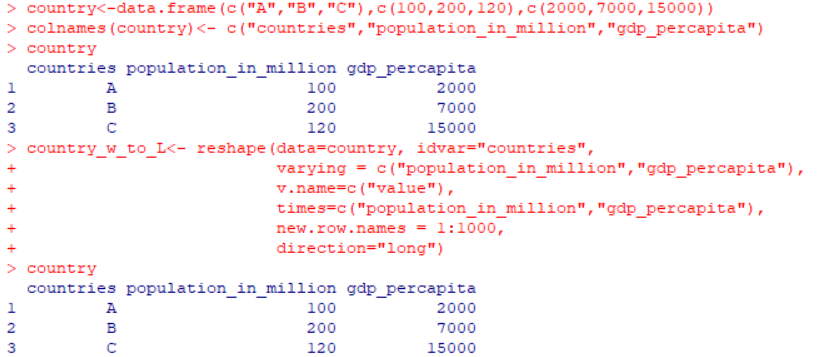 > country<-data.frame(c("A","B","C"),c(100,200,120),c(2000,7000,15000))
> colnames(country)<- c("countries","population_in_million","gdp_percapita")
> country
  countries population_in_million gdp_percapita
1         A                   100          2000
2         B                   200          7000
3         C                   120         15000
> country_w_to_L<- reshape(data=country, idvar="countries",
+                          varying = c("population_in_million","gdp_percapita"),
+                          v.name=c("value"),
+                          times=c("population_in_million","gdp_percapita"),
+                          new.row.names = 1:1000,
+                          direction="long")
> country
  countries population_in_million gdp_percapita
1         A                   100          2000
2         B                   200          7000
3         C                   120         15000